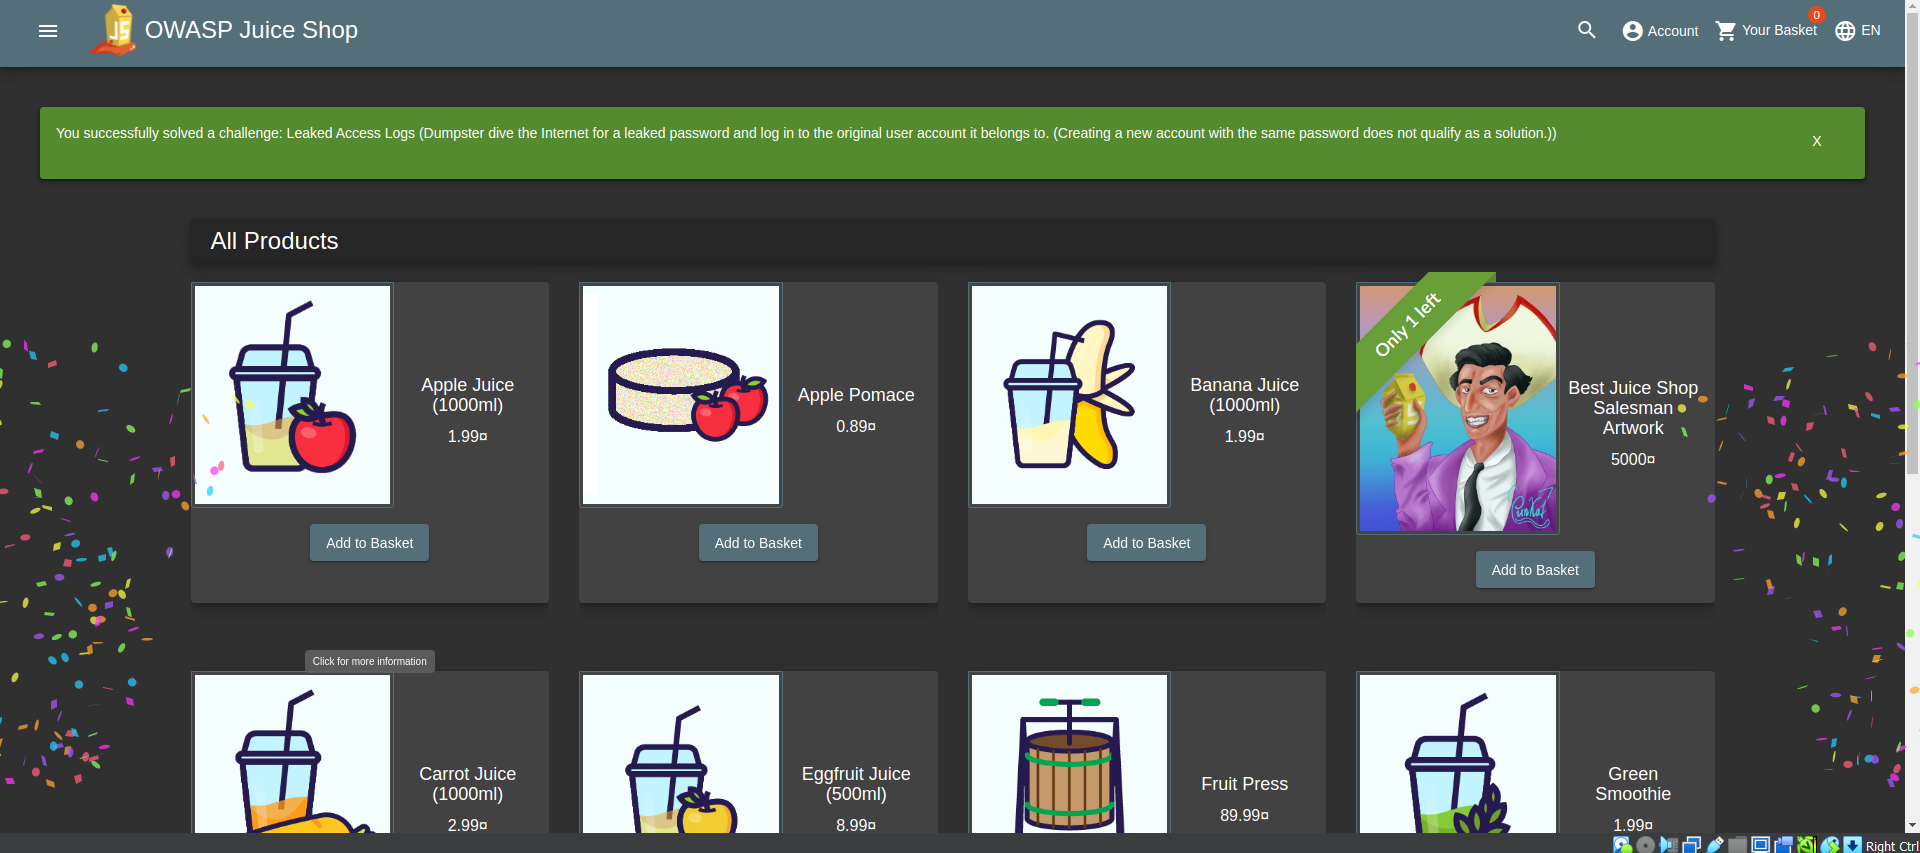 OWASP Juice Shop
Account
0
Your Basket
EN
You successfully solved a challenge: Leaked Access Logs (Dumpster dive the Internet for a leaked password and log in to the original user account it belongs to. (Creating a new account with the same password does not qualify as a solution.))
X
All Products
Apple Juice
(1000ml)
1.99¤
Add to Basket
Apple Pomace
0.89¤
Add to Basket
Banana Juice
(1000ml)
1.99¤
Add to Basket
Only 1 left
Best Juice Shop
Salesman
Artwork
5000¤
Add to Basket
Click for more information
Carrot Juice
(1000ml)
2.99¤
Eggfruit Juice
(500ml)
8.99¤
Fruit Press
89.99¤
Green
Smoothie
1.99¤
Right Ctrl